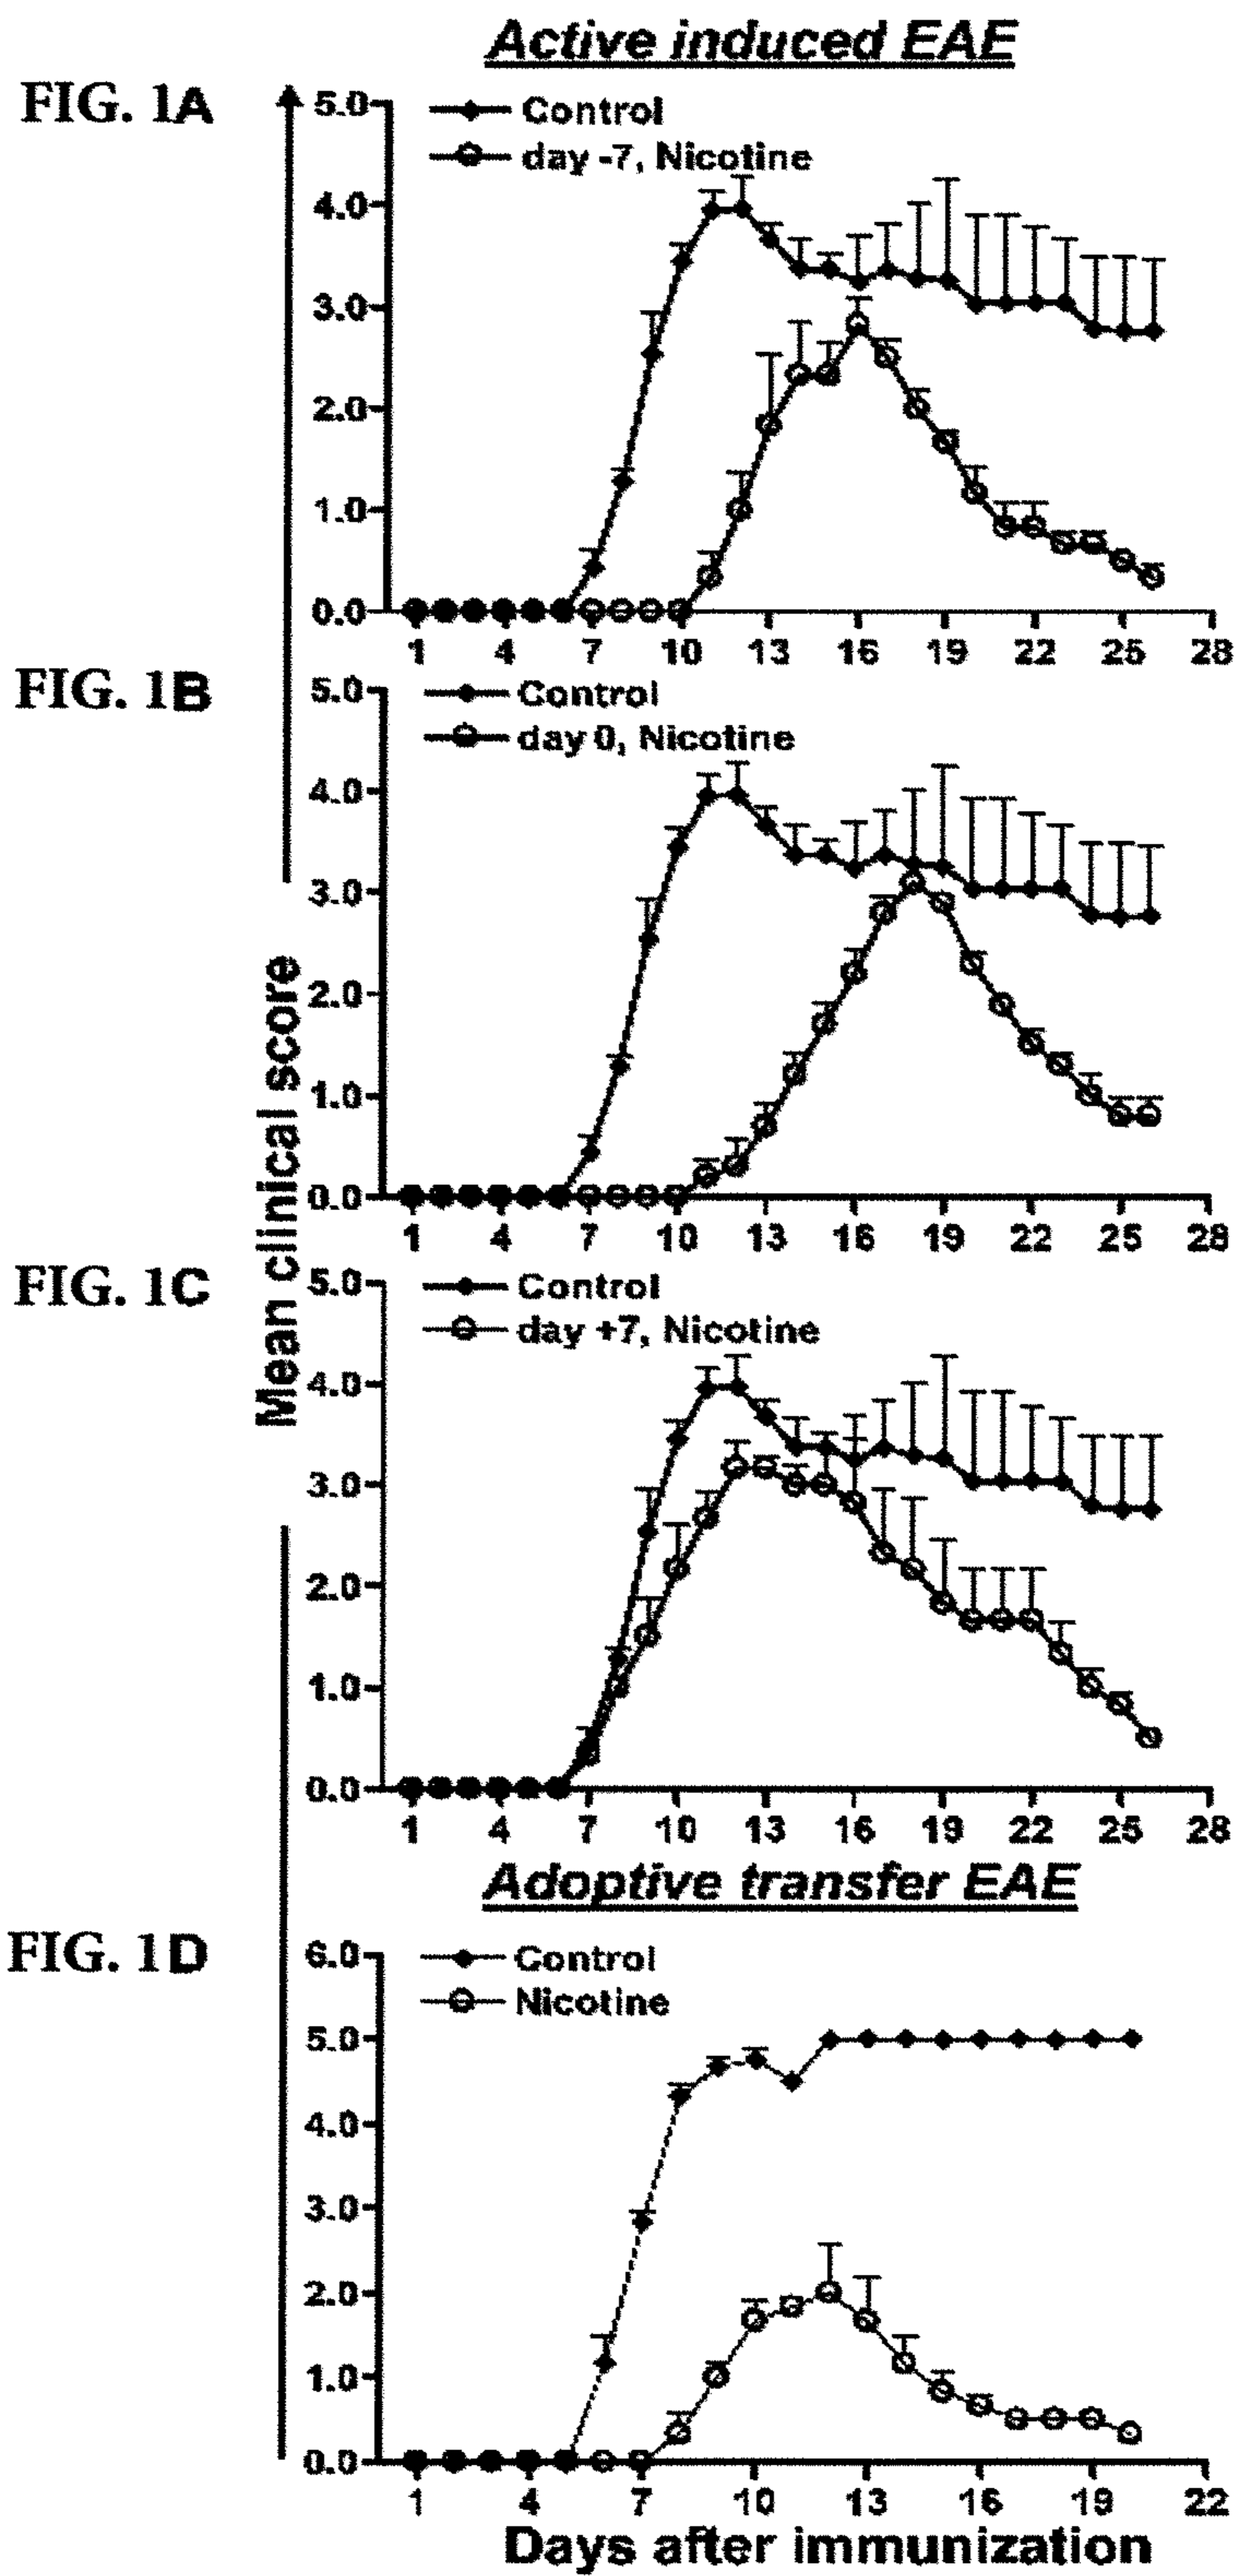 Active induced EAE
FIG. 1A
5.0
Control
day -7, Nicotine
4.0
3.0
2.0
1.0
0.0
1 4 7 10 13 16 19 22 25 28
FIG. 1B
5.0
Control
day 0, Nicotine
4.0
3.0
2.0
1.0
0.0
1 4 7 10 13 16 19 22 25 28
Mean clinical score
FIG. 1C
5.0
Control
day +7, Nicotine
4.0
3.0
2.0
1.0
0.0
1 4 7 10 13 16 19 22 25 28
Adoptive transfer EAE
FIG. 1D
6.0
Control
Nicotine
5.0
4.0
3.0
2.0
1.0
0.0
1 4 7 10 13 16 19 22
Days after immunization